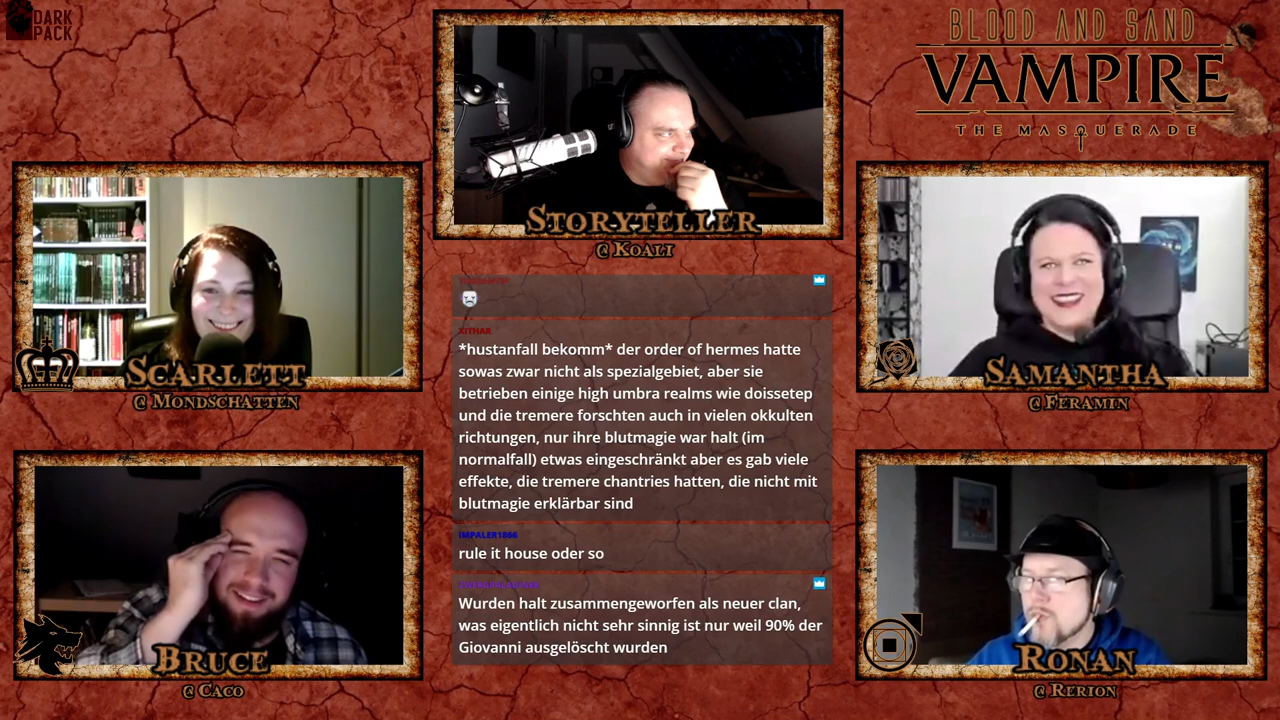 DARK
PACK
BLOOD AND SAND
VAMPIRE
THE MASQUERADE
STORYTELLER
@ KOALI
SCARLETT
@ MONDSCHATTEN
SAMANTHA
@ FERAMIN
XITHAR
*hustanfall bekomm* der order of hermes hatte
sowas zwar nicht als spezialgebiet, aber sie
betrieben einige high umbra realms wie doissetep
und die tremere forschten auch in vielen okkulten
richtungen, nur ihre blutmagie war halt (im
normalfall) etwas eingeschränkt aber es gab viele
effekte, die tremere chantries hatten, die nicht mit
blutmagie erklärbar sind
IMPALER1866
rule it house oder so
Wurden halt zusammengeworfen als neuer clan,
was eigentlich nicht sehr sinnig ist nur weil 90% der
Giovanni ausgelöscht wurden
BRUCE
@ CACO
RONAN
@ RERION